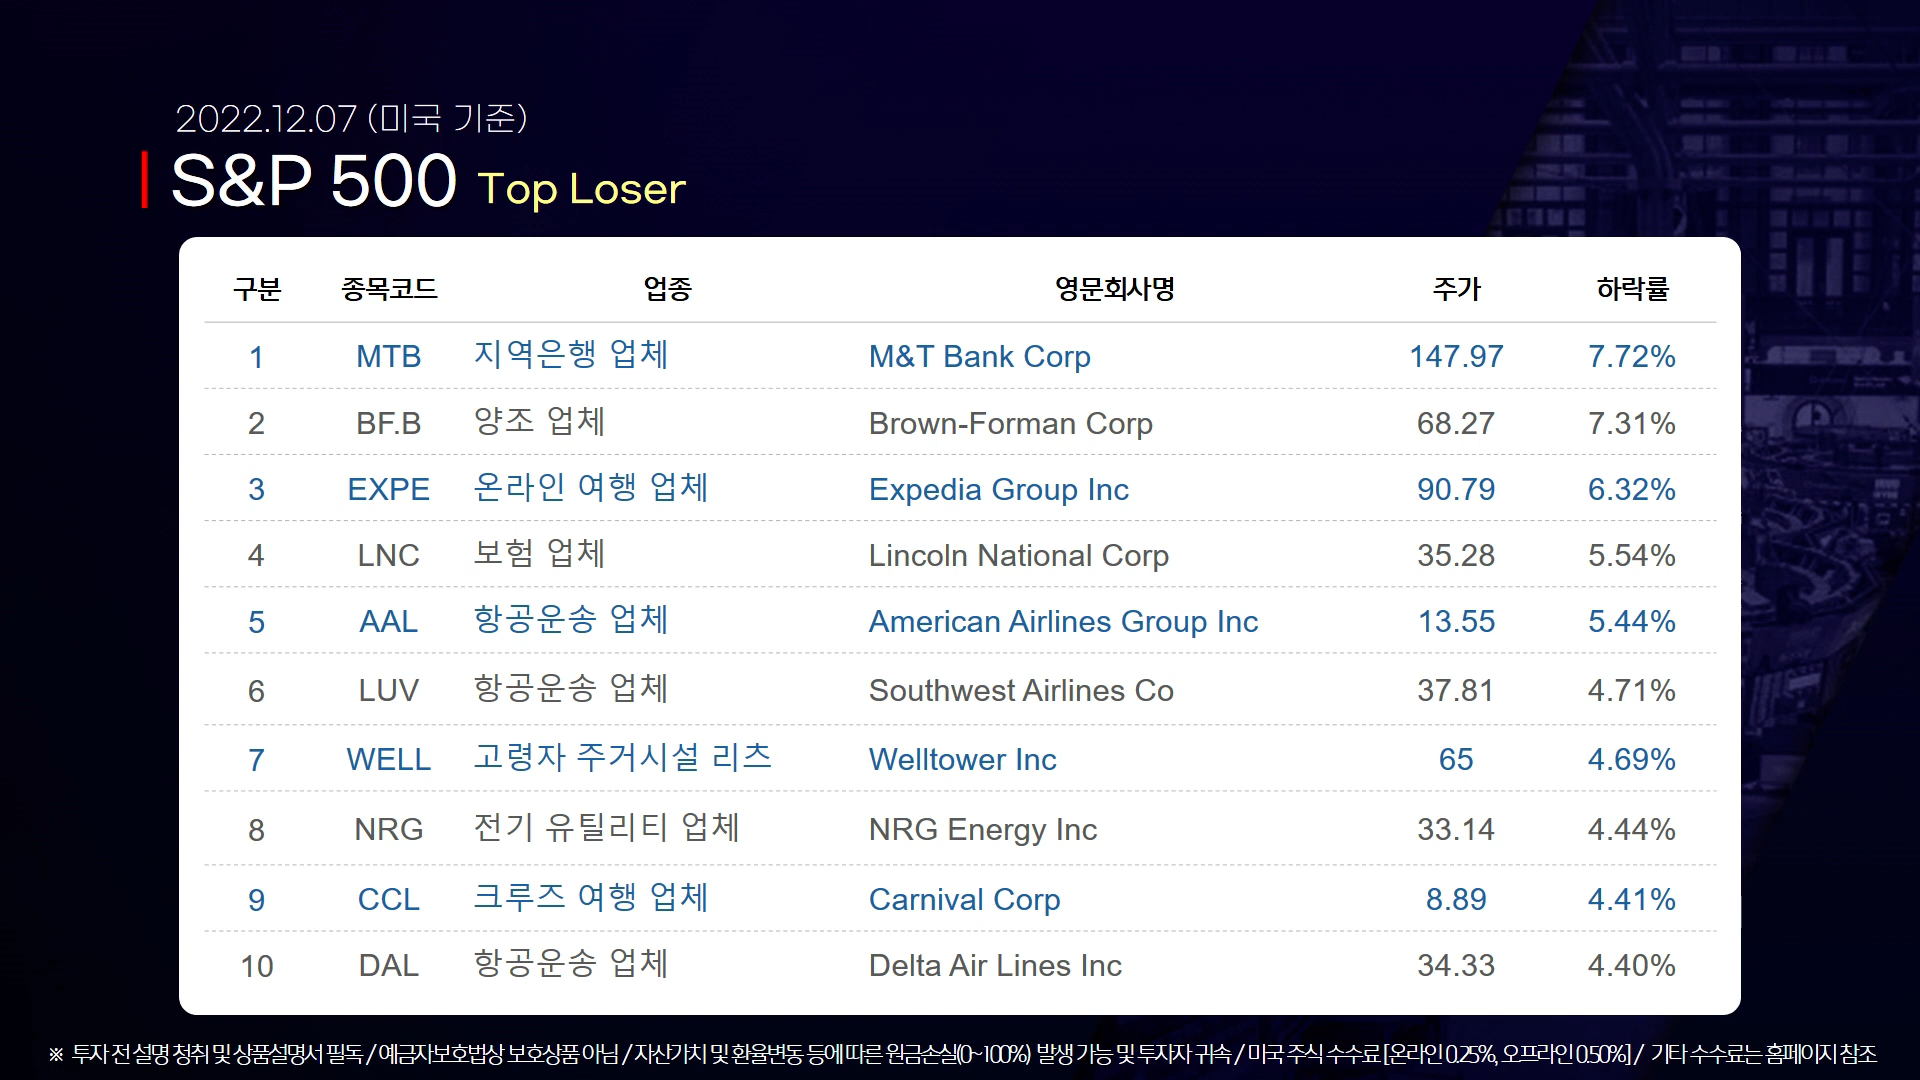 2022.12.07 (미국 기준)
S&P 500 Top Loser
구분 종목코드 업종 영문회사명 주가 하락률
1 MTB 지역은행 업체 M&T Bank Corp 147.97 7.72%
2 BF.B 양조 업체 Brown-Forman Corp 68.27 7.31%
3 EXPE 온라인 여행 업체 Expedia Group Inc 90.79 6.32%
4 LNC 보험 업체 Lincoln National Corp 35.28 5.54%
5 AAL 항공운송 업체 American Airlines Group Inc 13.55 5.44%
6 LUV 항공운송 업체 Southwest Airlines Co 37.81 4.71%
7 WELL 고령자 주거시설 리츠 Welltower Inc 65 4.69%
8 NRG 전기 유틸리티 업체 NRG Energy Inc 33.14 4.44%
9 CCL 크루즈 여행 업체 Carnival Corp 8.89 4.41%
10 DAL 항공운송 업체 Delta Air Lines Inc 34.33 4.40%
※ 투자 전 설명 청취 및 상품설명서 필독 / 예금자보호법상 보호상품 아님 / 자산가치 및 환율변동 등에 따른 원금손실(0~100%) 발생 가능 및 투자자 귀속 / 미국 주식 수수료 [온라인 0.25%, 오프라인 0.50%] / 기타 수수료는 홈페이지 참조